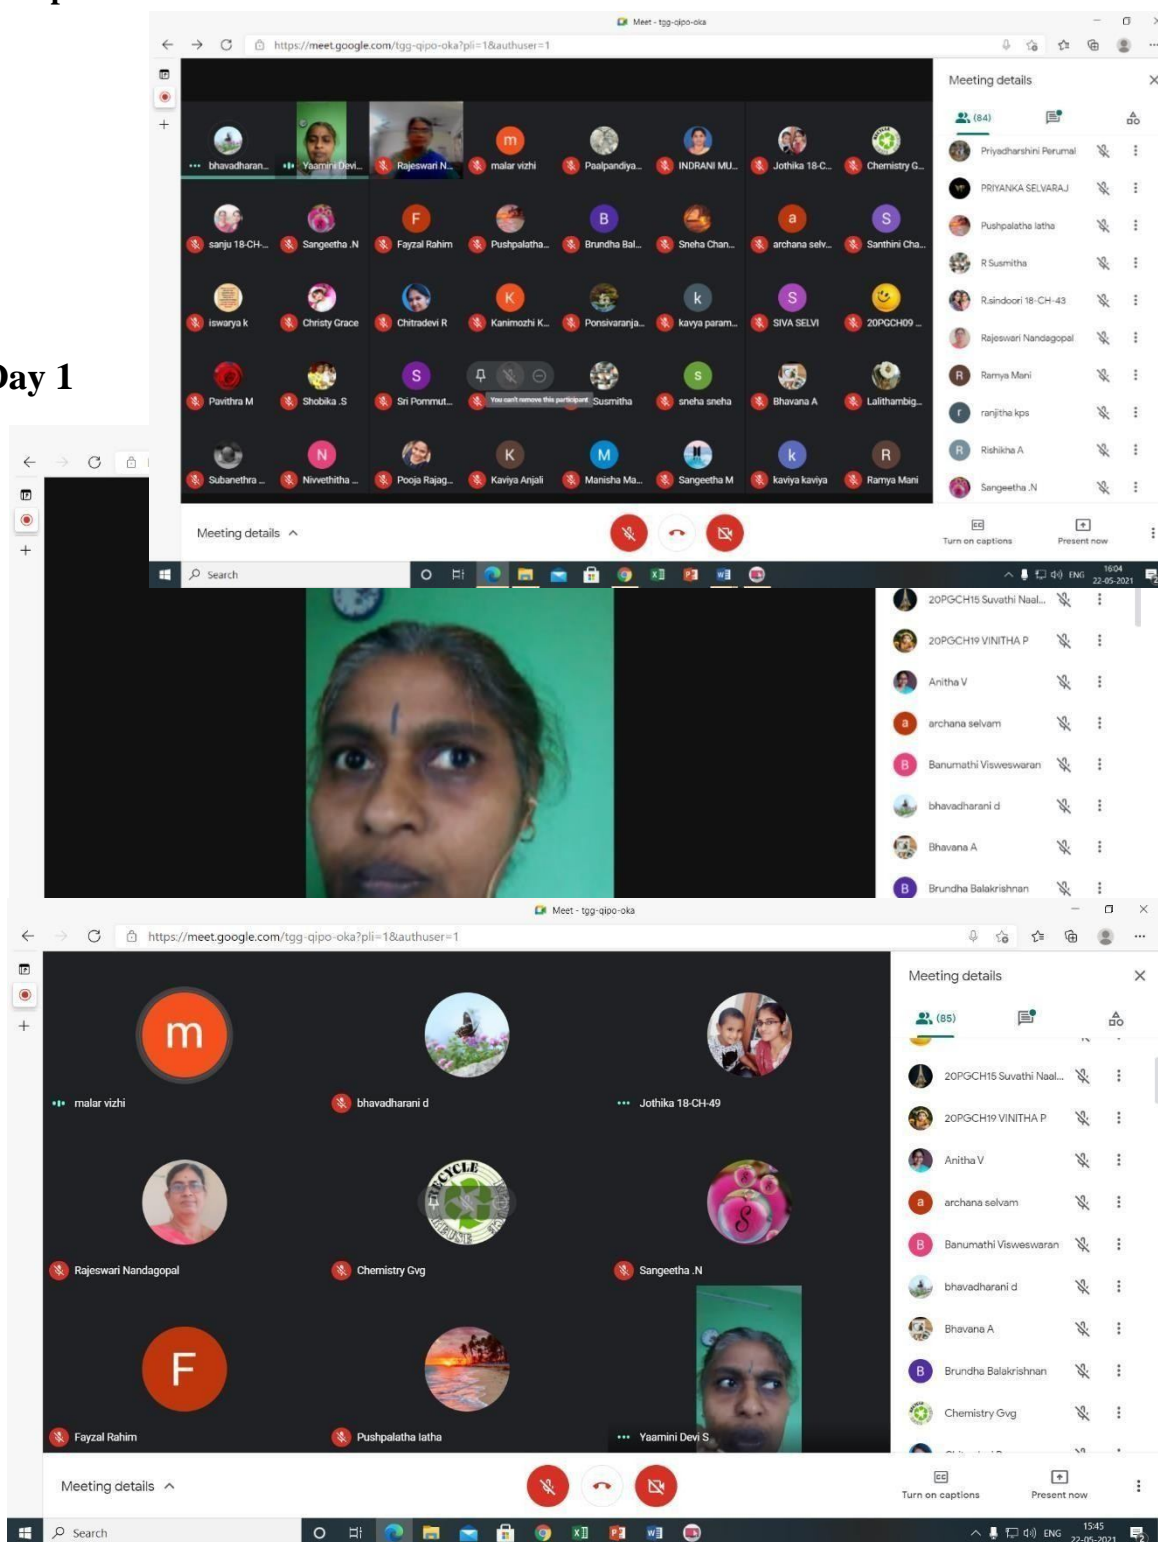 Meet - tgg-qipo-oka
https://meet.google.com/tgg-qipo-oka?pli=1&authuser=1
Meeting details
(84)
bhavadharan... Yaamini Devi... Rajeswari N... malar vizhi Paalpandiya... INDRANI MU... Jothika 18-C... Chemistry G...
sanju 18-CH-... Sangeetha .N Fayzal Rahim Pushpalatha... Brundha Bal... Sneha Chan... archana selv... Santhini Cha...
iswarya k Christy Grace Chitradevi R Kanimozhi K... Ponsivaranja... kavya param... SIVA SELVI 20PGCH09 ...
Pavithra M Shobika .S Sri Pommut... You can't remove this participant Susmitha sneha sneha Bhavana A Lalithambig...
Subanethra ... Nivvethitha ... Pooja Rajag... Kaviya Anjali Manisha Ma... Sangeetha M kaviya kaviya Ramya Mani
Priyadharshini Perumal
PRIYANKA SELVARAJ
Pushpalatha latha
R Susmitha
R.sindoori 18-CH-43
Rajeswari Nandagopal
R Ramya Mani
r ranjitha kps
R Rishikha A
Sangeetha .N
Meeting details
Turn on captions Present now
Search
ENG 16:04
22-05-2021
Day 1
20PGCH15 Suvathi Naal...
20PGCH19 VINITHA P
Anitha V
a archana selvam
B Banumathi Visweswaran
bhavadharani d
Bhavana A
B Brundha Balakrishnan
Meet - tgg-qipo-oka
https://meet.google.com/tgg-qipo-oka?pli=1&authuser=1
Meeting details
(85)
m
malar vizhi bhavadharani d Jothika 18-CH-49
RECYCLE
Rajeswari Nandagopal Chemistry Gvg Sangeetha .N
F
Fayzal Rahim Pushpalatha latha Yaamini Devi S
20PGCH15 Suvathi Naal...
20PGCH19 VINITHA P
Anitha V
a archana selvam
B Banumathi Visweswaran
bhavadharani d
Bhavana A
B Brundha Balakrishnan
Chemistry Gvg
Meeting details
Turn on captions Present now
Search
ENG 15:45
22-05-2021